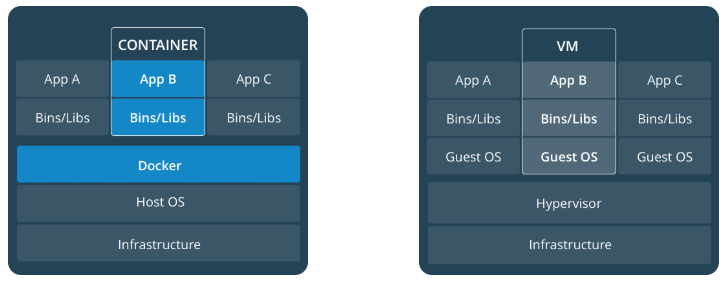 CONTAINER
App A App B App C
Bins/Libs Bins/Libs Bins/Libs
Docker
Host OS
Infrastructure
VM
App A App B App C
Bins/Libs Bins/Libs Bins/Libs
Guest OS Guest OS Guest OS
Hypervisor
Infrastructure